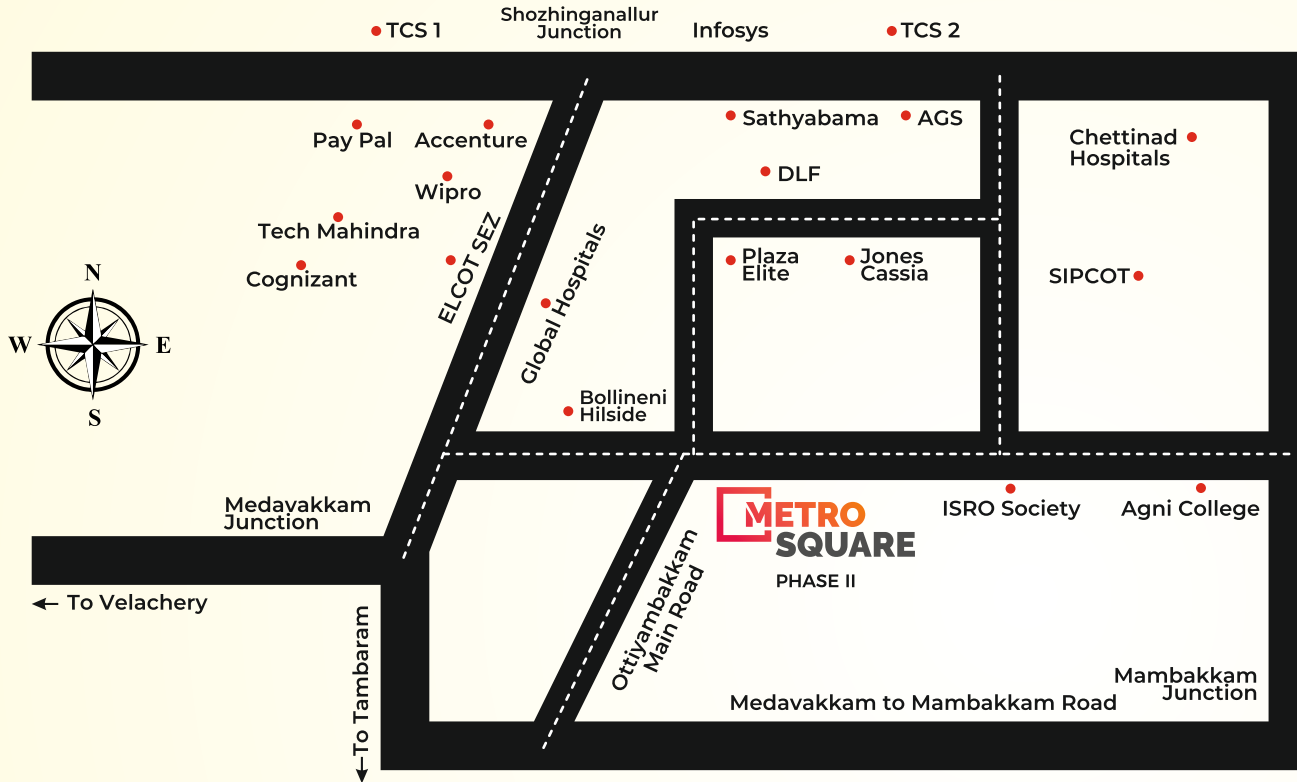 TCS 1
Shozhinganallur
Junction
Infosys
TCS 2
Pay Pal
Accenture
Sathyabama
AGS
Chettinad
Hospitals
Wipro
DLF
Tech Mahindra
Cognizant
ELCOT SEZ
Global Hospitals
Plaza
Elite
Jones
Cassia
SIPCOT
N
W
E
S
Bollineni
Hilside
Medavakkam
Junction
METRO
SQUARE
PHASE II
ISRO Society
Agni College
To Velachery
To Tambaram
Ottiyambakkam
Main Road
Mambakkam
Junction
Medavakkam to Mambakkam Road